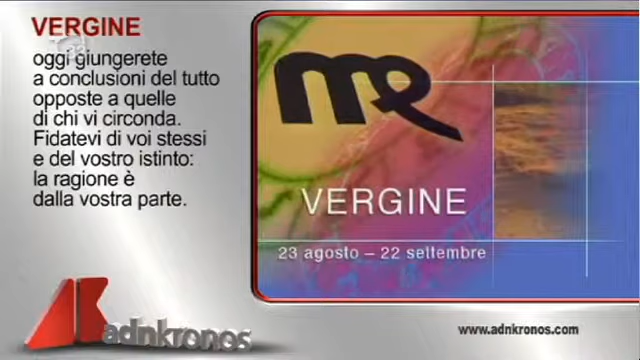 VERGINE
oggi giungerete
a conclusioni del tutto
opposte a quelle
di chi vi circonda.
Fidatevi di voi stessi
e del vostro istinto:
la ragione è
dalla vostra parte.
VERGINE
23 agosto – 22 settembre
adnkronos
www.adnkronos.com